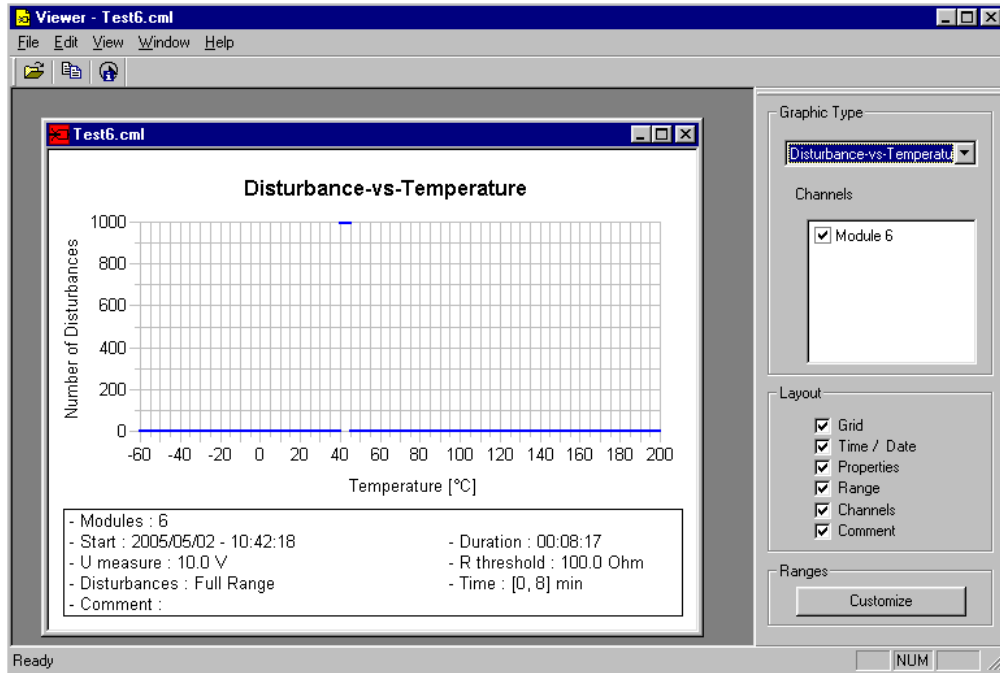 Viewer - Test6.cml
File Edit View Window Help
Test6.cml
Disturbance-vs-Temperature
Number of Disturbances
1000
800
600
400
200
0
-60 -40 -20 0 20 40 60 80 100 120 140 160 180 200
Temperature [°C]
- Modules : 6
- Start : 2005/05/02 - 10:42:18 - Duration : 00:08:17
- U measure : 10.0 V - R threshold : 100.0 Ohm
- Disturbances : Full Range - Time : [0, 8] min
- Comment :
Graphic Type
Disturbance-vs-Temperatu
Channels
Module 6
Layout
Grid
Time / Date
Properties
Range
Channels
Comment
Ranges
Customize
Ready NUM